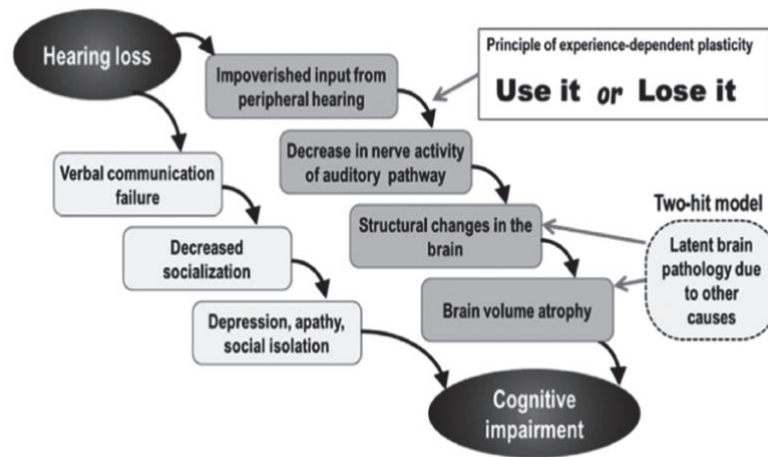 Hearing loss
Principle of experience-dependent plasticity
Use it or Lose it
Impoverished input from
peripheral hearing
Decrease in nerve activity
of auditory pathway
Verbal communication
failure
Two-hit model
Structural changes in the
brain
Latent brain
pathology due
to other
causes
Decreased
socialization
Brain volume atrophy
Depression, apathy,
social isolation
Cognitive
impairment